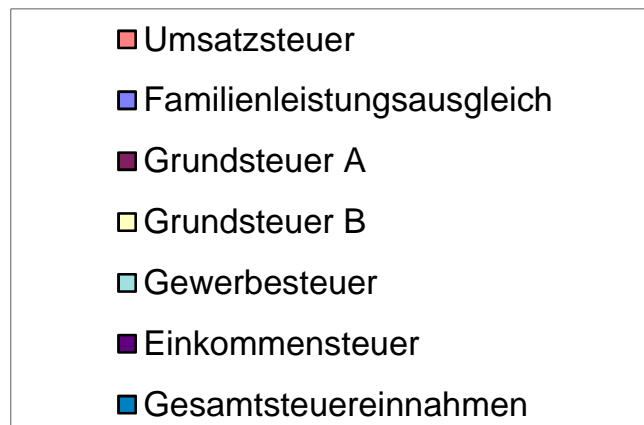 Umsatzsteuer
Familienleistungsausgleich
Grundsteuer A
Grundsteuer B
Gewerbesteuer
Einkommensteuer
Gesamtsteuereinnahmen